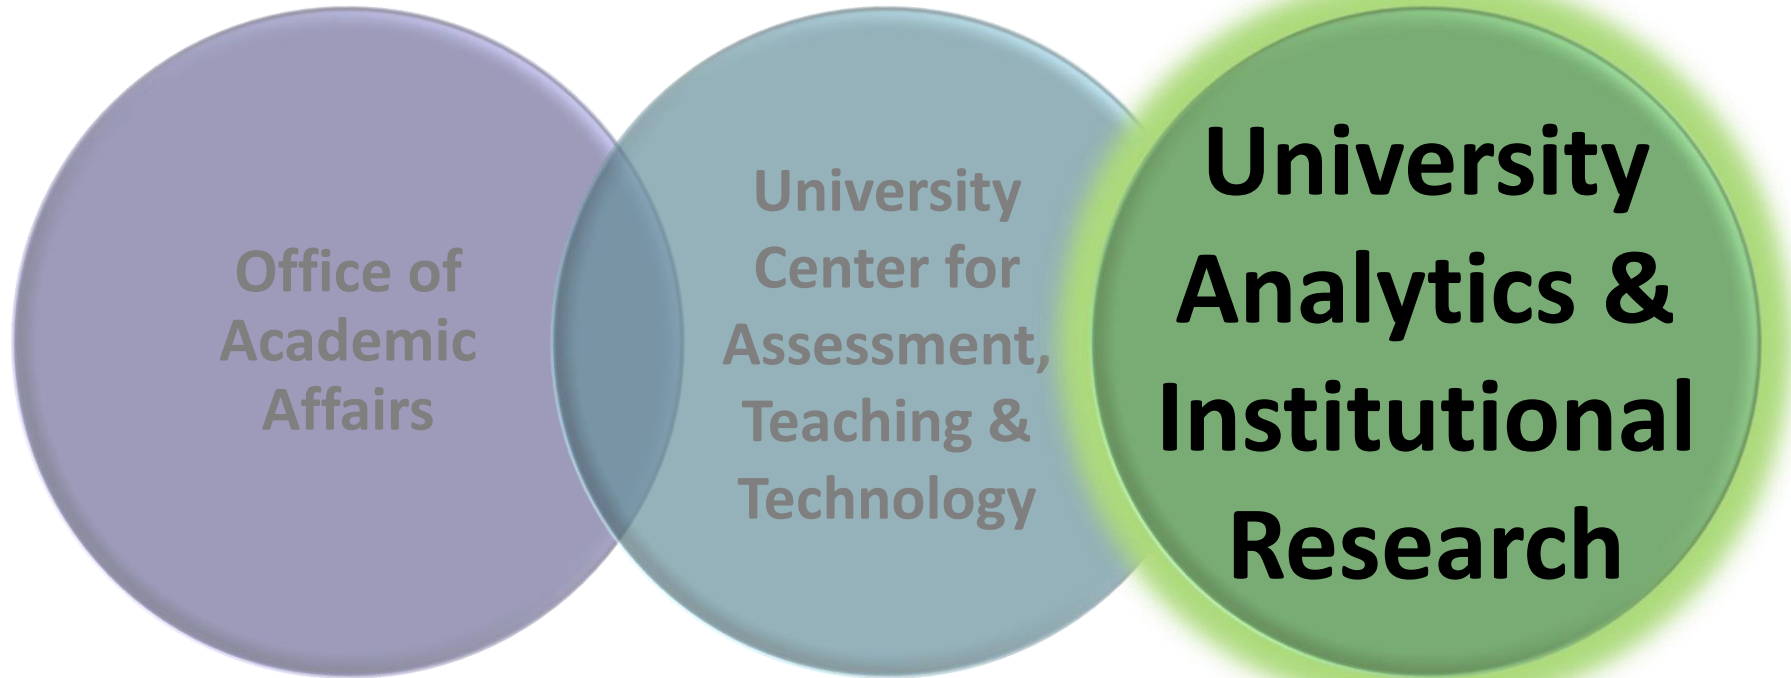 Office of
Academic
Affairs
University
Center for
Assessment,
Teaching &
Technology
University
Analytics &
Institutional
Research